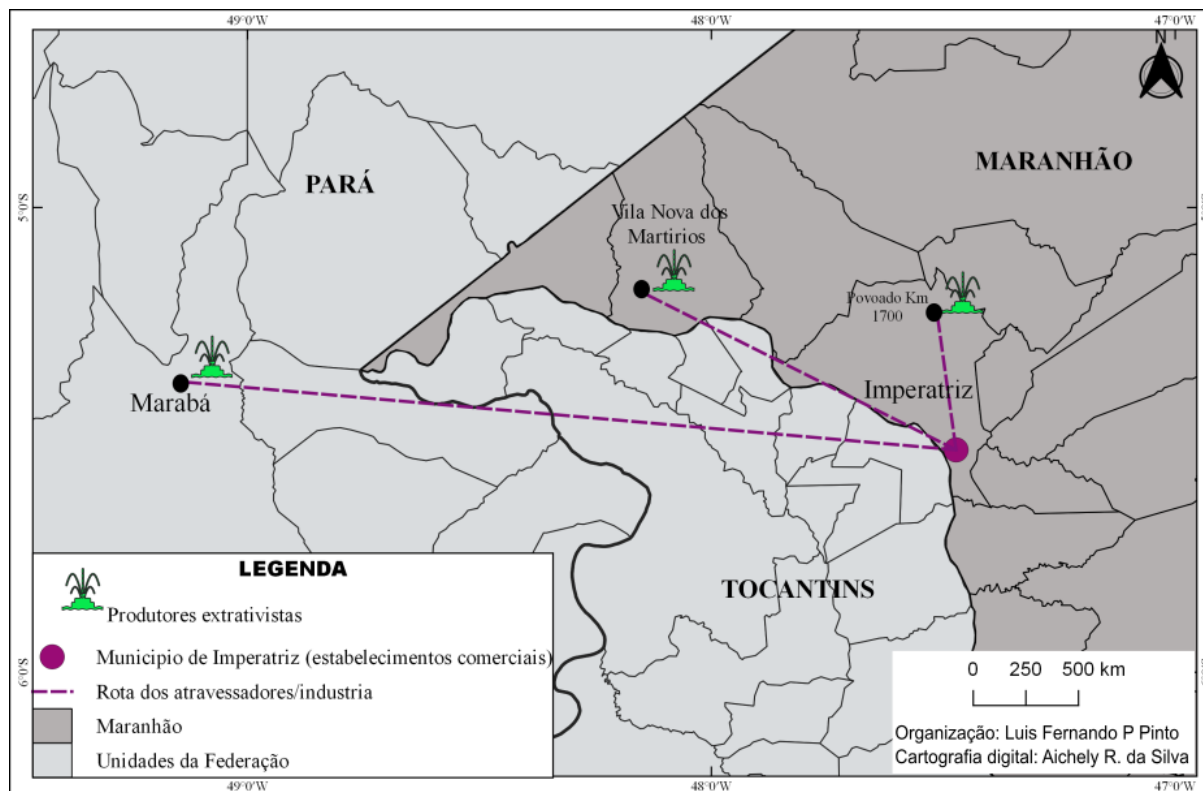 49°0'W
48°0'W
47°0'W
N
MARANHÃO
PARÁ
5°0'S
Vila Nova dos
Martirios
Povoado Km
1700
Imperatriz
Marabá
TOCANTINS
6°0'S
LEGENDA
Produtores extrativistas
Municipio de Imperatriz (estabelecimentos comerciais)
Rota dos atravessadores/industria
Maranhão
Unidades da Federação
0 250 500 km
Organização: Luis Fernando P Pinto
Cartografia digital: Aichely R. da Silva
49°0'W
48°0'W
47°0'W